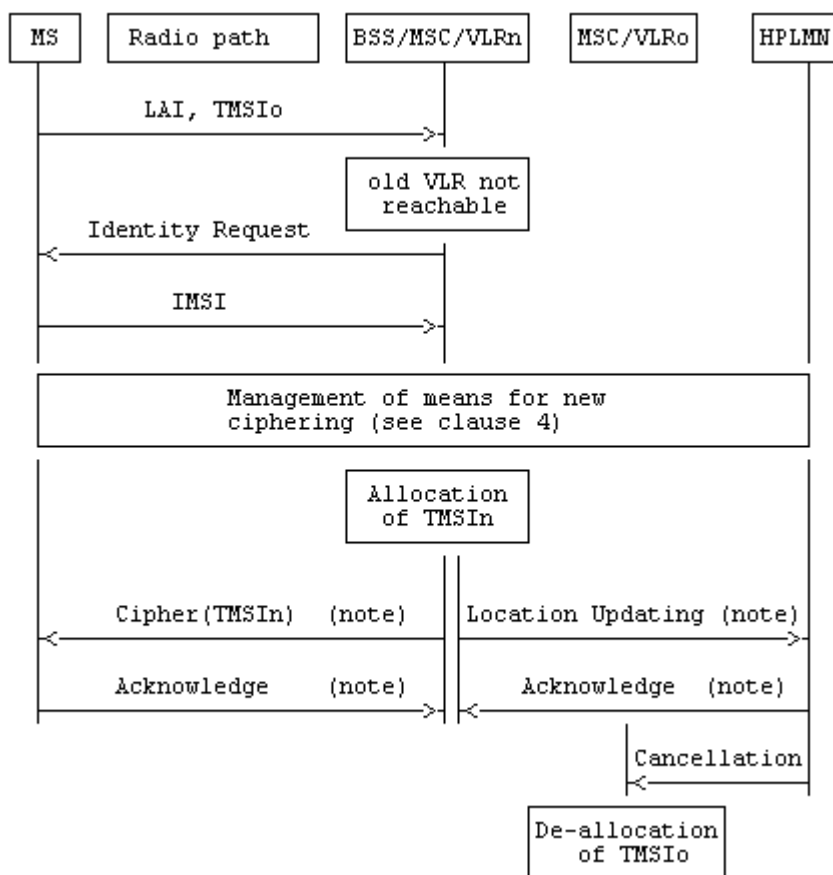 MS
Radio path
BSS/MSC/VLRn
MSC/VLRo
HPLMN
LAI, TMSIo
old VLR not
reachable
Identity Request
IMSI
Management of means for new
ciphering (see clause 4)
Allocation
of TMSIn
Cipher(TMSIn) (note)
Location Updating (note)
Acknowledge (note)
Acknowledge (note)
Cancellation
De-allocation
of TMSIo